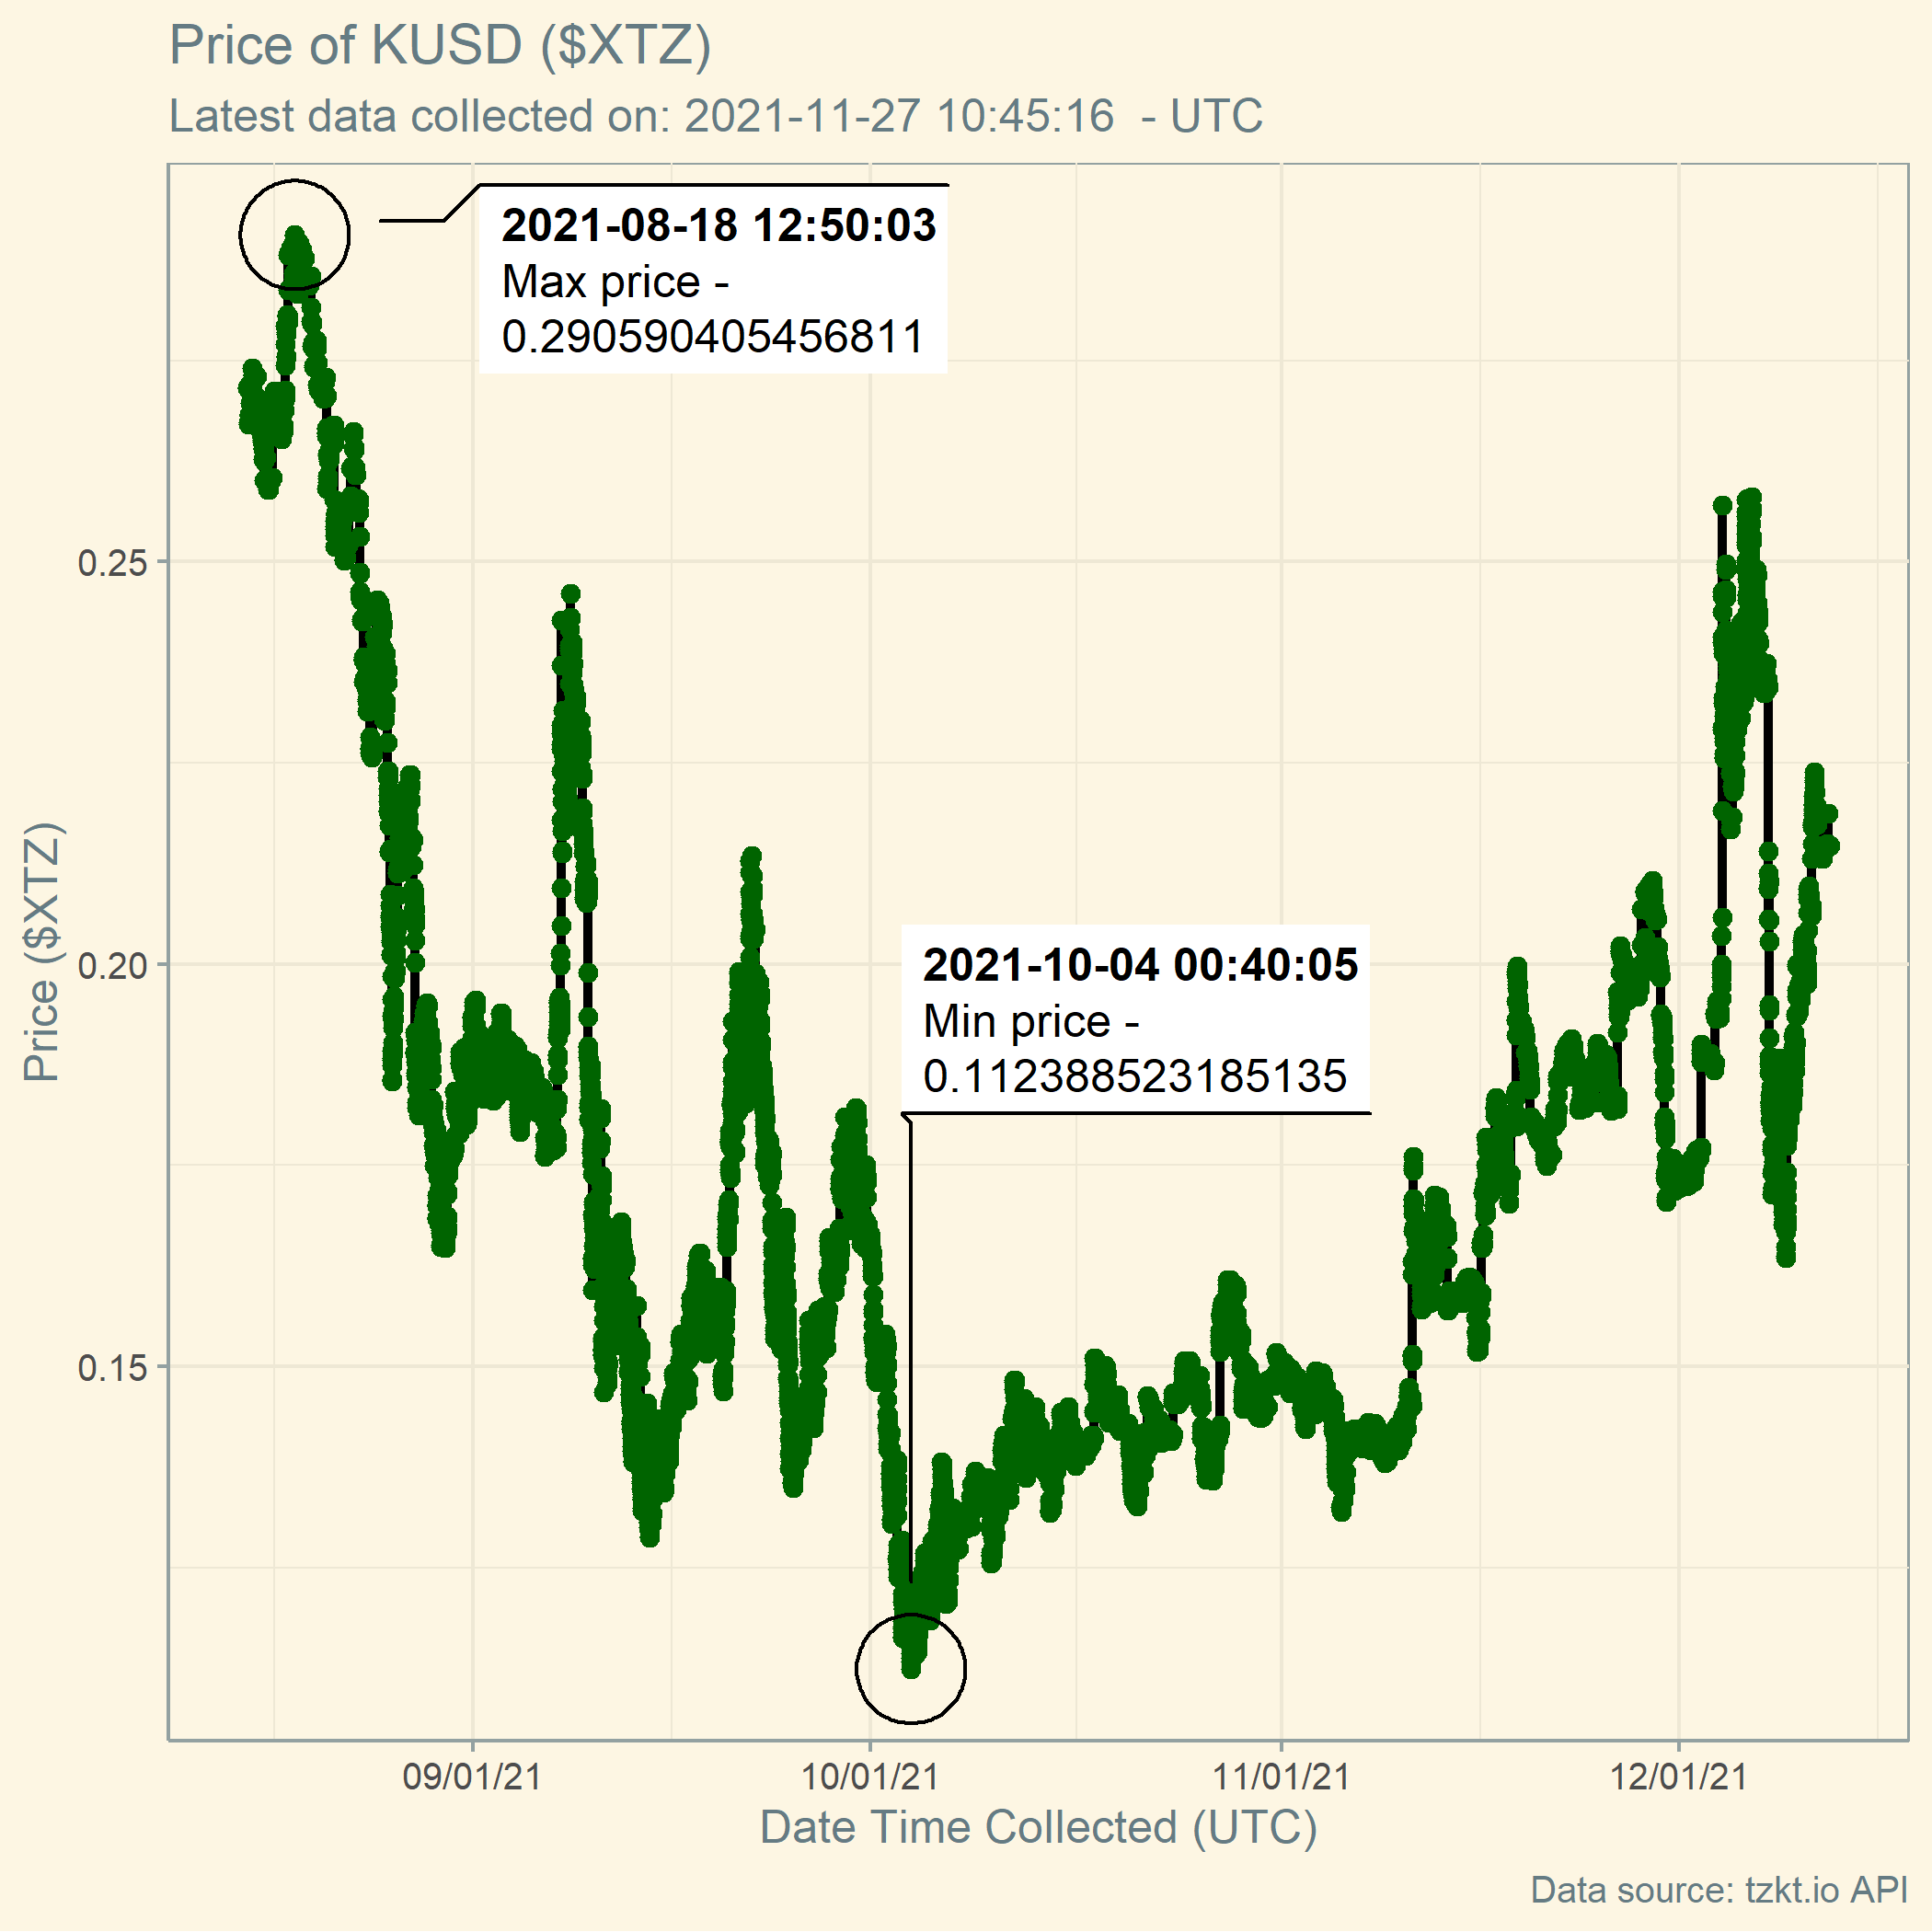 Price of KUSD ($XTZ)
Latest data collected on: 2021-11-27 10:45:16  - UTC
2021-08-18 12:50:03
Max price -
0.290590405456811
0.25
0.20
0.15
Price ($XTZ)
2021-10-04 00:40:05
Min price -
0.112388523185135
09/01/21
10/01/21
11/01/21
12/01/21
Date Time Collected (UTC)
Data source: tzkt.io API